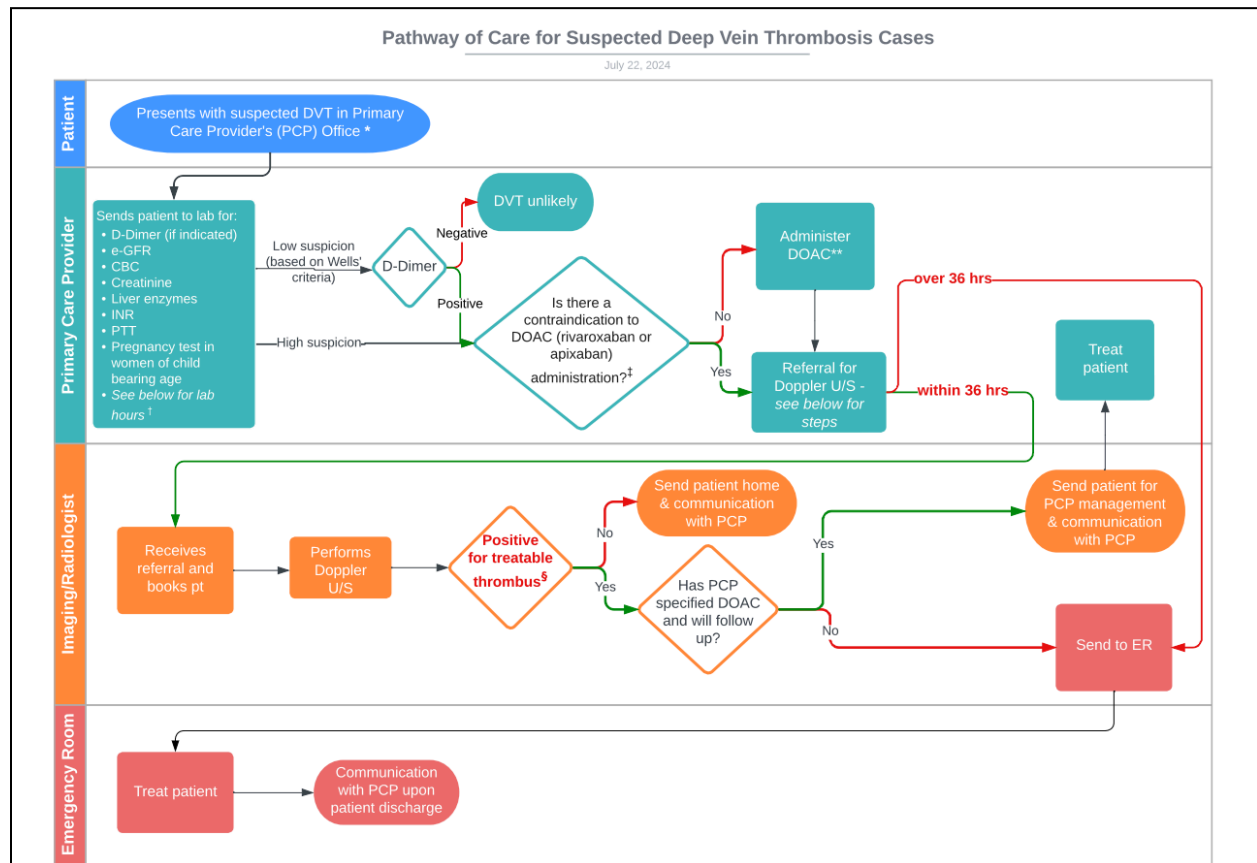 Pathway of Care for Suspected Deep Vein Thrombosis Cases
July 22, 2024
Patient
Presents with suspected DVT in Primary
Care Provider's (PCP) Office *
Primary Care Provider
Sends patient to lab for:
• D-Dimer (if indicated)
• e-GFR
• CBC
• Creatinine
• Liver enzymes
• INR
• PTT
• Pregnancy test in
women of child
bearing age
• See below for lab
hours †
Low suspicion
(based on Wells'
criteria)
High suspicion
D-Dimer
Negative
Positive
DVT unlikely
Is there a
contraindication to
DOAC (rivaroxaban or
apixaban)
administration?‡
No
Yes
Administer
DOAC**
Referral for
Doppler U/S -
see below for
steps
over 36 hrs
within 36 hrs
Treat
patient
Imaging/Radiologist
Receives
referral and
books pt
Performs
Doppler
U/S
Positive
for treatable
thrombus§
No
Yes
Send patient home
& communication
with PCP
Has PCP
specified DOAC
and will follow
up?
Yes
No
Send patient for
PCP management
& communication
with PCP
Send to ER
Emergency Room
Treat patient
Communication
with PCP upon
patient discharge